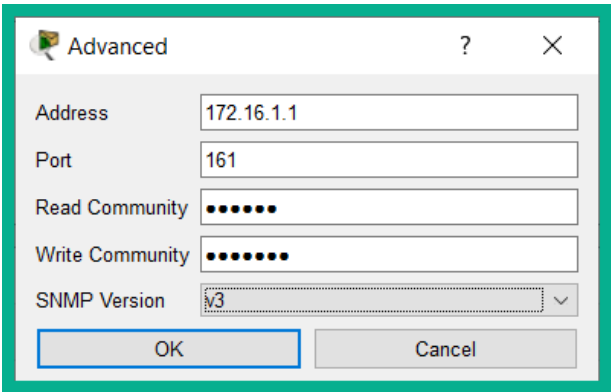 Advanced ? ×
Address 172.16.1.1
Port 161
Read Community ●●●●●●
Write Community ●●●●●●●
SNMP Version v3
OK Cancel